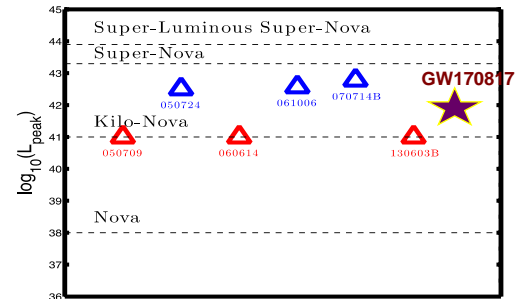 45
Super-Luminous Super-Nova
44
Super-Nova
43
GW170817
050724
061006
070714B
42
Kilo-Nova
41
050709
060614
130603B
40
39
Nova
38
37
36
log10(Lpeak)